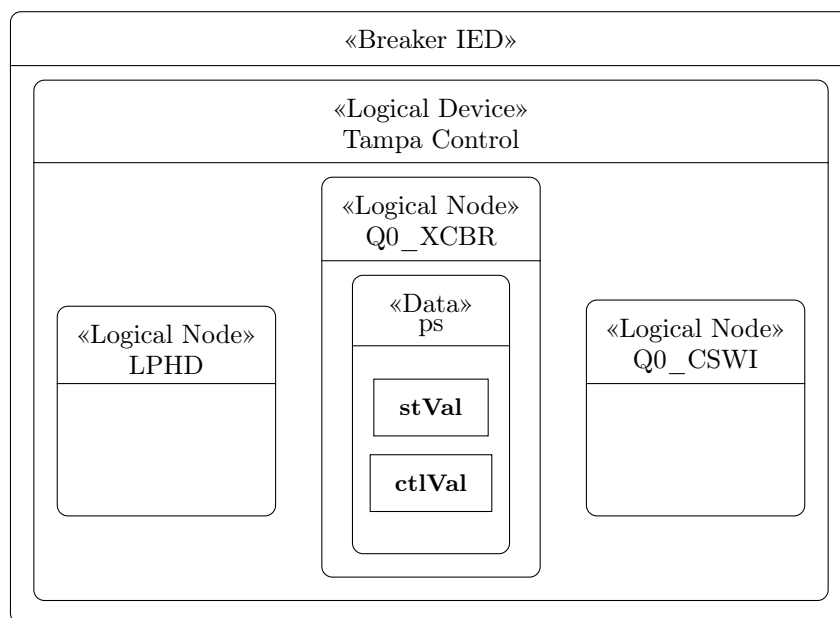 «Breaker IED»
«Logical Device»
Tampa Control
«Logical Node»
Q0_XCBR
«Data»
ps
stVal
ctlVal
«Logical Node»
LPHD
«Logical Node»
Q0_CSWI